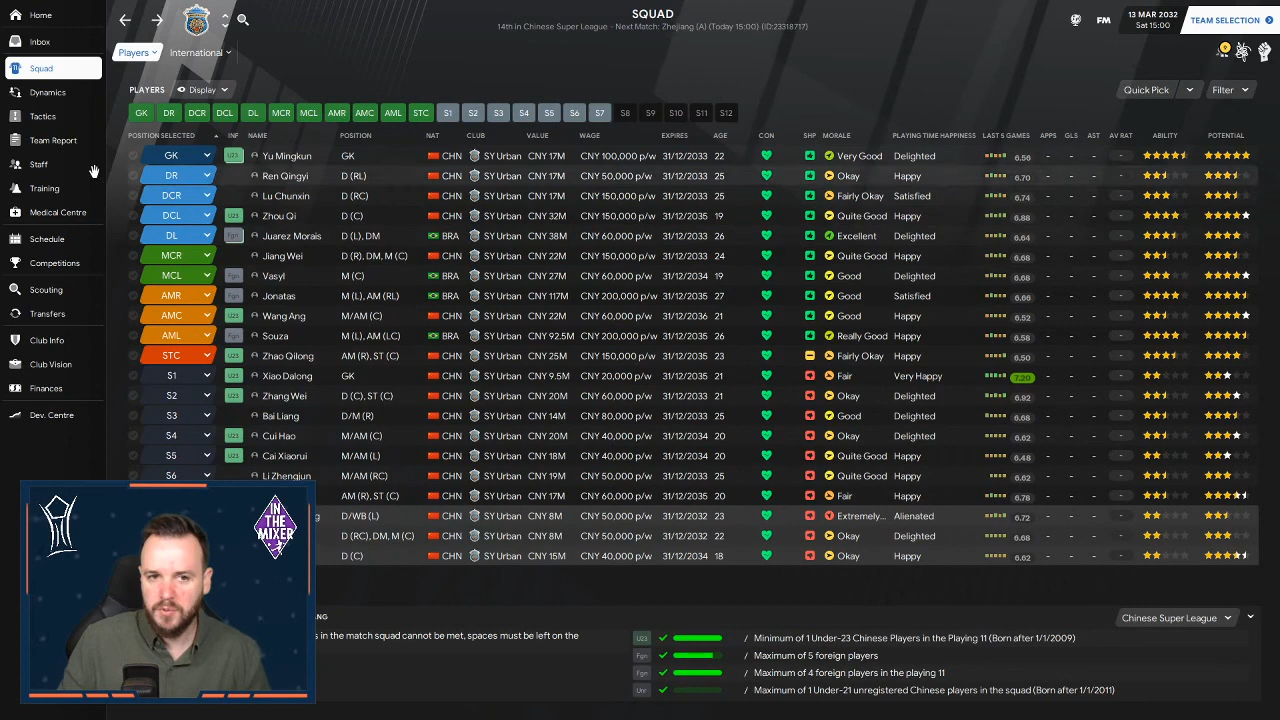 Home
SQUAD
14th in Chinese Super League - Next Match: Zhejiang (A) (Today 15:00) (ID:23318717)
FM
13 MAR 2032
Sat 15:00
TEAM SELECTION
Inbox
Squad
Dynamics
Tactics
Team Report
Staff
Training
Medical Centre
Schedule
Competitions
Scouting
Transfers
Club Info
Club Vision
Finances
Dev. Centre
Players
International
PLAYERS
Display
Quick Pick
Filter
GK DR DCR DCL DL MCR MCL AMR AMC AML STC S1 S2 S3 S4 S5 S6 S7 S8 S9 S10 S11 S12
POSITION SELECTED INF NAME POSITION NAT CLUB VALUE WAGE EXPIRES AGE CON SHP MORALE PLAYING TIME HAPPINESS LAST 5 GAMES APPS GLS AST AV RAT ABILITY POTENTIAL
GK U23 Yu Mingkun GK CHN SY Urban CNY 17M CNY 100,000 p/w 31/12/2033 22 Very Good Delighted 6.56 - - - -
DR Ren Qingyi D (RL) CHN SY Urban CNY 17M CNY 50,000 p/w 31/12/2033 25 Okay Happy 6.70 - - - -
DCR Lu Chunxin D (RC) CHN SY Urban CNY 17M CNY 150,000 p/w 31/12/2033 25 Fairly Okay Satisfied 6.74 - - - -
DCL U23 Zhou Qi D (C) CHN SY Urban CNY 32M CNY 150,000 p/w 31/12/2035 19 Quite Good Happy 6.88 - - - -
DL Fgn Juarez Morais D (L), DM BRA SY Urban CNY 38M CNY 60,000 p/w 31/12/2033 26 Excellent Delighted 6.64 - - - -
MCR Jiang Wei D (R), DM, M (C) CHN SY Urban CNY 22M CNY 150,000 p/w 31/12/2033 24 Quite Good Happy 6.68 - - - -
MCL Fgn Vasyl M (C) BRA SY Urban CNY 27M CNY 60,000 p/w 31/12/2034 19 Good Delighted 6.68 - - - -
AMR Fgn Jonatas M (L), AM (RL) BRA SY Urban CNY 117M CNY 200,000 p/w 31/12/2035 27 Good Satisfied 6.66 - - - -
AMC U23 Wang Ang M/AM (C) CHN SY Urban CNY 22M CNY 60,000 p/w 31/12/2036 21 Good Happy 6.52 - - - -
AML Fgn Souza M (L), AM (LC) BRA SY Urban CNY 92.5M CNY 200,000 p/w 31/12/2035 26 Really Good Happy 6.58 - - - -
STC U23 Zhao Qilong AM (R), ST (C) CHN SY Urban CNY 25M CNY 150,000 p/w 31/12/2035 23 Fairly Okay Happy 6.50 - - - -
S1 U23 Xiao Dalong GK CHN SY Urban CNY 9.5M CNY 20,000 p/w 31/12/2035 21 Fair Very Happy 7.20 - - - -
S2 U23 Zhang Wei D (C), ST (C) CHN SY Urban CNY 20M CNY 60,000 p/w 31/12/2033 21 Okay Delighted 6.92 - - - -
S3 Bai Liang D/M (R) CHN SY Urban CNY 14M CNY 80,000 p/w 31/12/2033 25 Good Delighted 6.68 - - - -
S4 U23 Cui Hao M/AM (C) CHN SY Urban CNY 20M CNY 40,000 p/w 31/12/2034 20 Okay Delighted 6.62 - - - -
S5 U23 Cai Xiaorui M/AM (L) CHN SY Urban CNY 18M CNY 40,000 p/w 31/12/2034 20 Quite Good Happy 6.48 - - - -
S6 Li Zhengjun M/AM (RC) CHN SY Urban CNY 19M CNY 40,000 p/w 31/12/2034 25 Quite Good Happy 6.62 - - - -
AM (R), ST (C) CHN SY Urban CNY 17M CNY 60,000 p/w 31/12/2035 20 Fair Happy 6.78 - - - -
g D/WB (L) CHN SY Urban CNY 8M CNY 50,000 p/w 31/12/2032 23 Extremely... Alienated 6.72 - - - -
D (RC), DM, M (C) CHN SY Urban CNY 8M CNY 50,000 p/w 31/12/2032 22 Okay Delighted 6.68 - - - -
D (C) CHN SY Urban CNY 15M CNY 40,000 p/w 31/12/2034 18 Okay Happy 6.62 - - - -
IN THE MIXER
NG
Chinese Super League
s in the match squad cannot be met, spaces must be left on the
U23 / Minimum of 1 Under-23 Chinese Players in the Playing 11 (Born after 1/1/2009)
Fgn / Maximum of 5 foreign players
Fgn / Maximum of 4 foreign players in the playing 11
Unr / Maximum of 1 Under-21 unregistered Chinese players in the squad (Born after 1/1/2011)